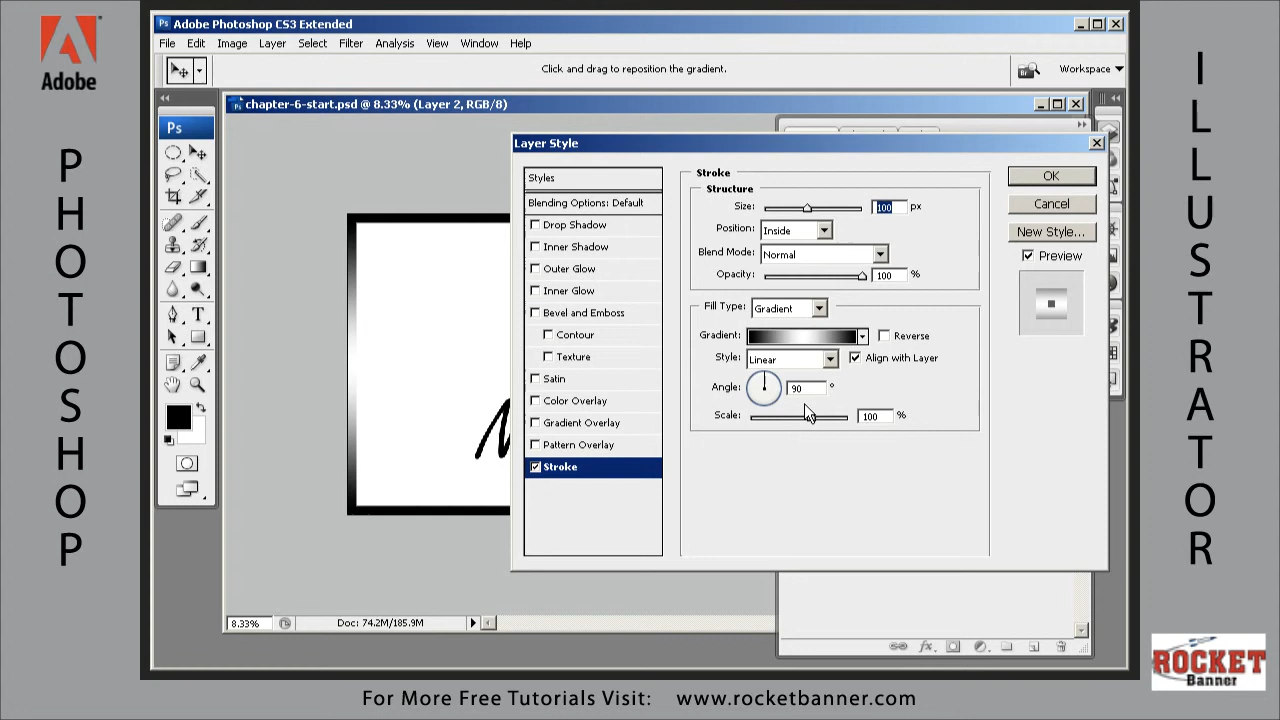 Adobe
PHOTOSHOP
ILLUSTRATOR
Ps Adobe Photoshop CS3 Extended
File Edit Image Layer Select Filter Analysis View Window Help
Click and drag to reposition the gradient.
Br
Workspace
chapter-6-start.psd @ 8.33% (Layer 2, RGB/8)
Ps
Layer Style
Styles
Blending Options: Default
Drop Shadow
Inner Shadow
Outer Glow
Inner Glow
Bevel and Emboss
Contour
Texture
Satin
Color Overlay
Gradient Overlay
Pattern Overlay
Stroke
Stroke
Structure
Size: 100 px
Position: Inside
Blend Mode: Normal
Opacity: 100 %
Fill Type: Gradient
Gradient: Reverse
Style: Linear Align with Layer
Angle: 90 °
Scale: 100 %
OK
Cancel
New Style...
Preview
T
8.33% Doc: 74.2M/185.9M
fx
ROCKET
Banner
For More Free Tutorials Visit: www.rocketbanner.com